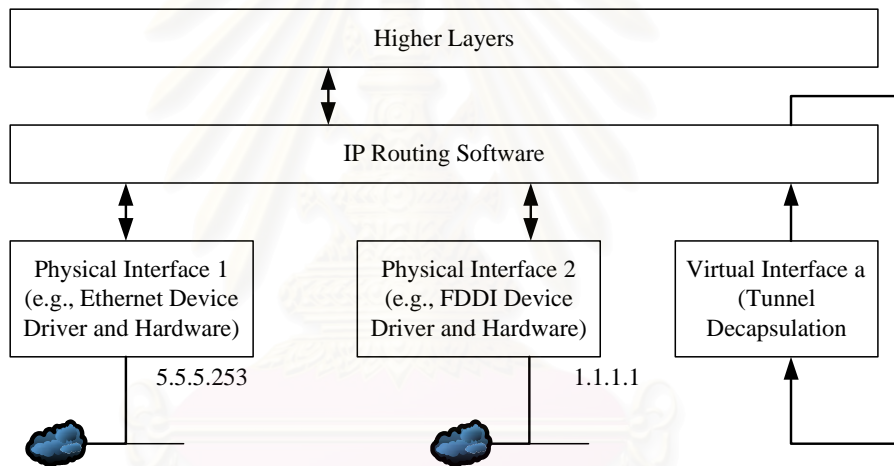 Higher Layers
IP Routing Software
Physical Interface 1
(e.g., Ethernet Device
Driver and Hardware)
Physical Interface 2
(e.g., FDDI Device
Driver and Hardware)
Virtual Interface a
(Tunnel
Decapsulation
5.5.5.253
1.1.1.1